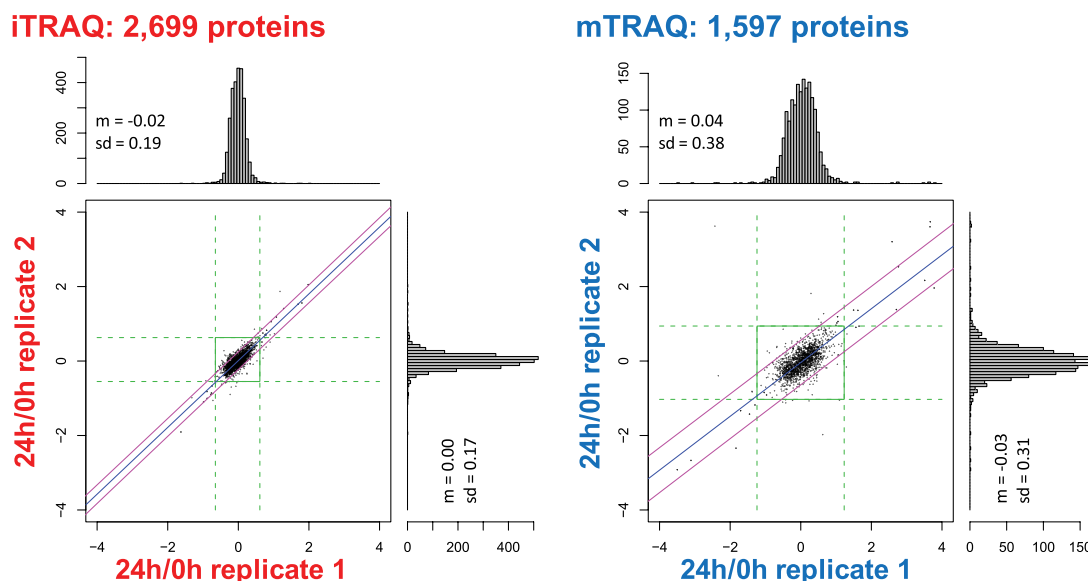 iTRAQ: 2,699 proteins
mTRAQ: 1,597 proteins
0 200 400
m = -0.02
sd = 0.19
0 50 100 150
m = 0.04
sd = 0.38
24h/0h replicate 2
4
2
0
−2
−4
m = 0.00
sd = 0.17
−4 −2 0 2 4
0 200 400
24h/0h replicate 1
24h/0h replicate 2
4
2
0
−2
−4
m = -0.03
sd = 0.31
−4 −2 0 2 4
0 50 100 150
24h/0h replicate 1